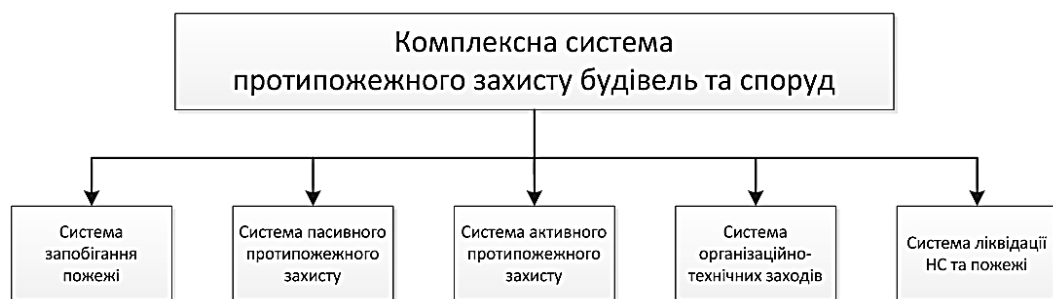 Комплексна система
протипожежного захисту будівель та споруд
Система
запобігання
пожежі
Система пасивного
протипожежного
захисту
Система активного
протипожежного
захисту
Система
організаційно-
технічних заходів
Система ліквідації
НС та пожежі